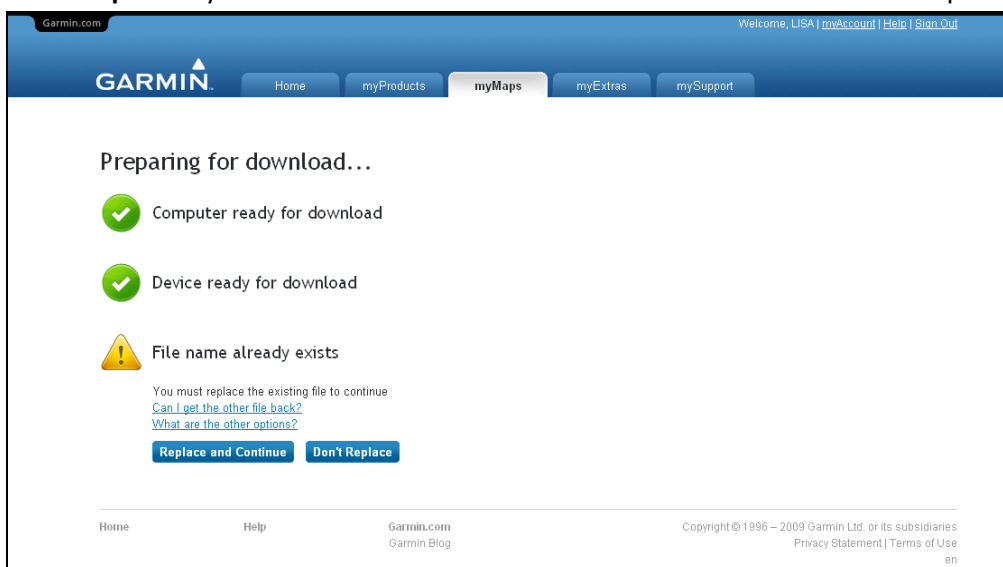 Garmin.com
Welcome, LISA | myAccount | Help | Sign Out
GARMIN.
Home myProducts myMaps myExtras mySupport
Preparing for download...
Computer ready for download
Device ready for download
File name already exists
You must replace the existing file to continue
Can I get the other file back?
What are the other options?
Replace and Continue Don't Replace
Home Help Garmin.com Copyright © 1996 – 2009 Garmin Ltd. or its subsidiaries
Garmin Blog Privacy Statement | Terms of Use
en